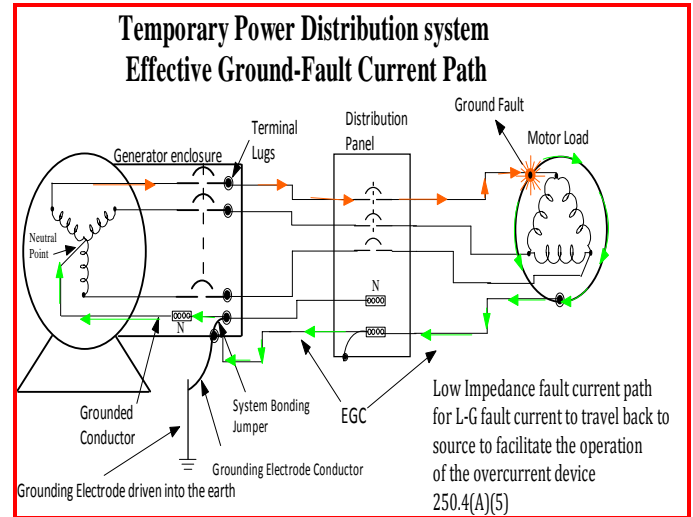 Temporary Power Distribution system
Effective Ground-Fault Current Path
Ground Fault
Distribution
Panel
Terminal
Lugs
Motor Load
Generator enclosure
Neutral
Point
N
N
Grounded
Conductor
System Bonding
Jumper
EGC
Grounding Electrode Conductor
Grounding Electrode driven into the earth
Low Impedance fault current path
for L-G fault current to travel back to
source to facilitate the operation
of the overcurrent device
250.4(A)(5)